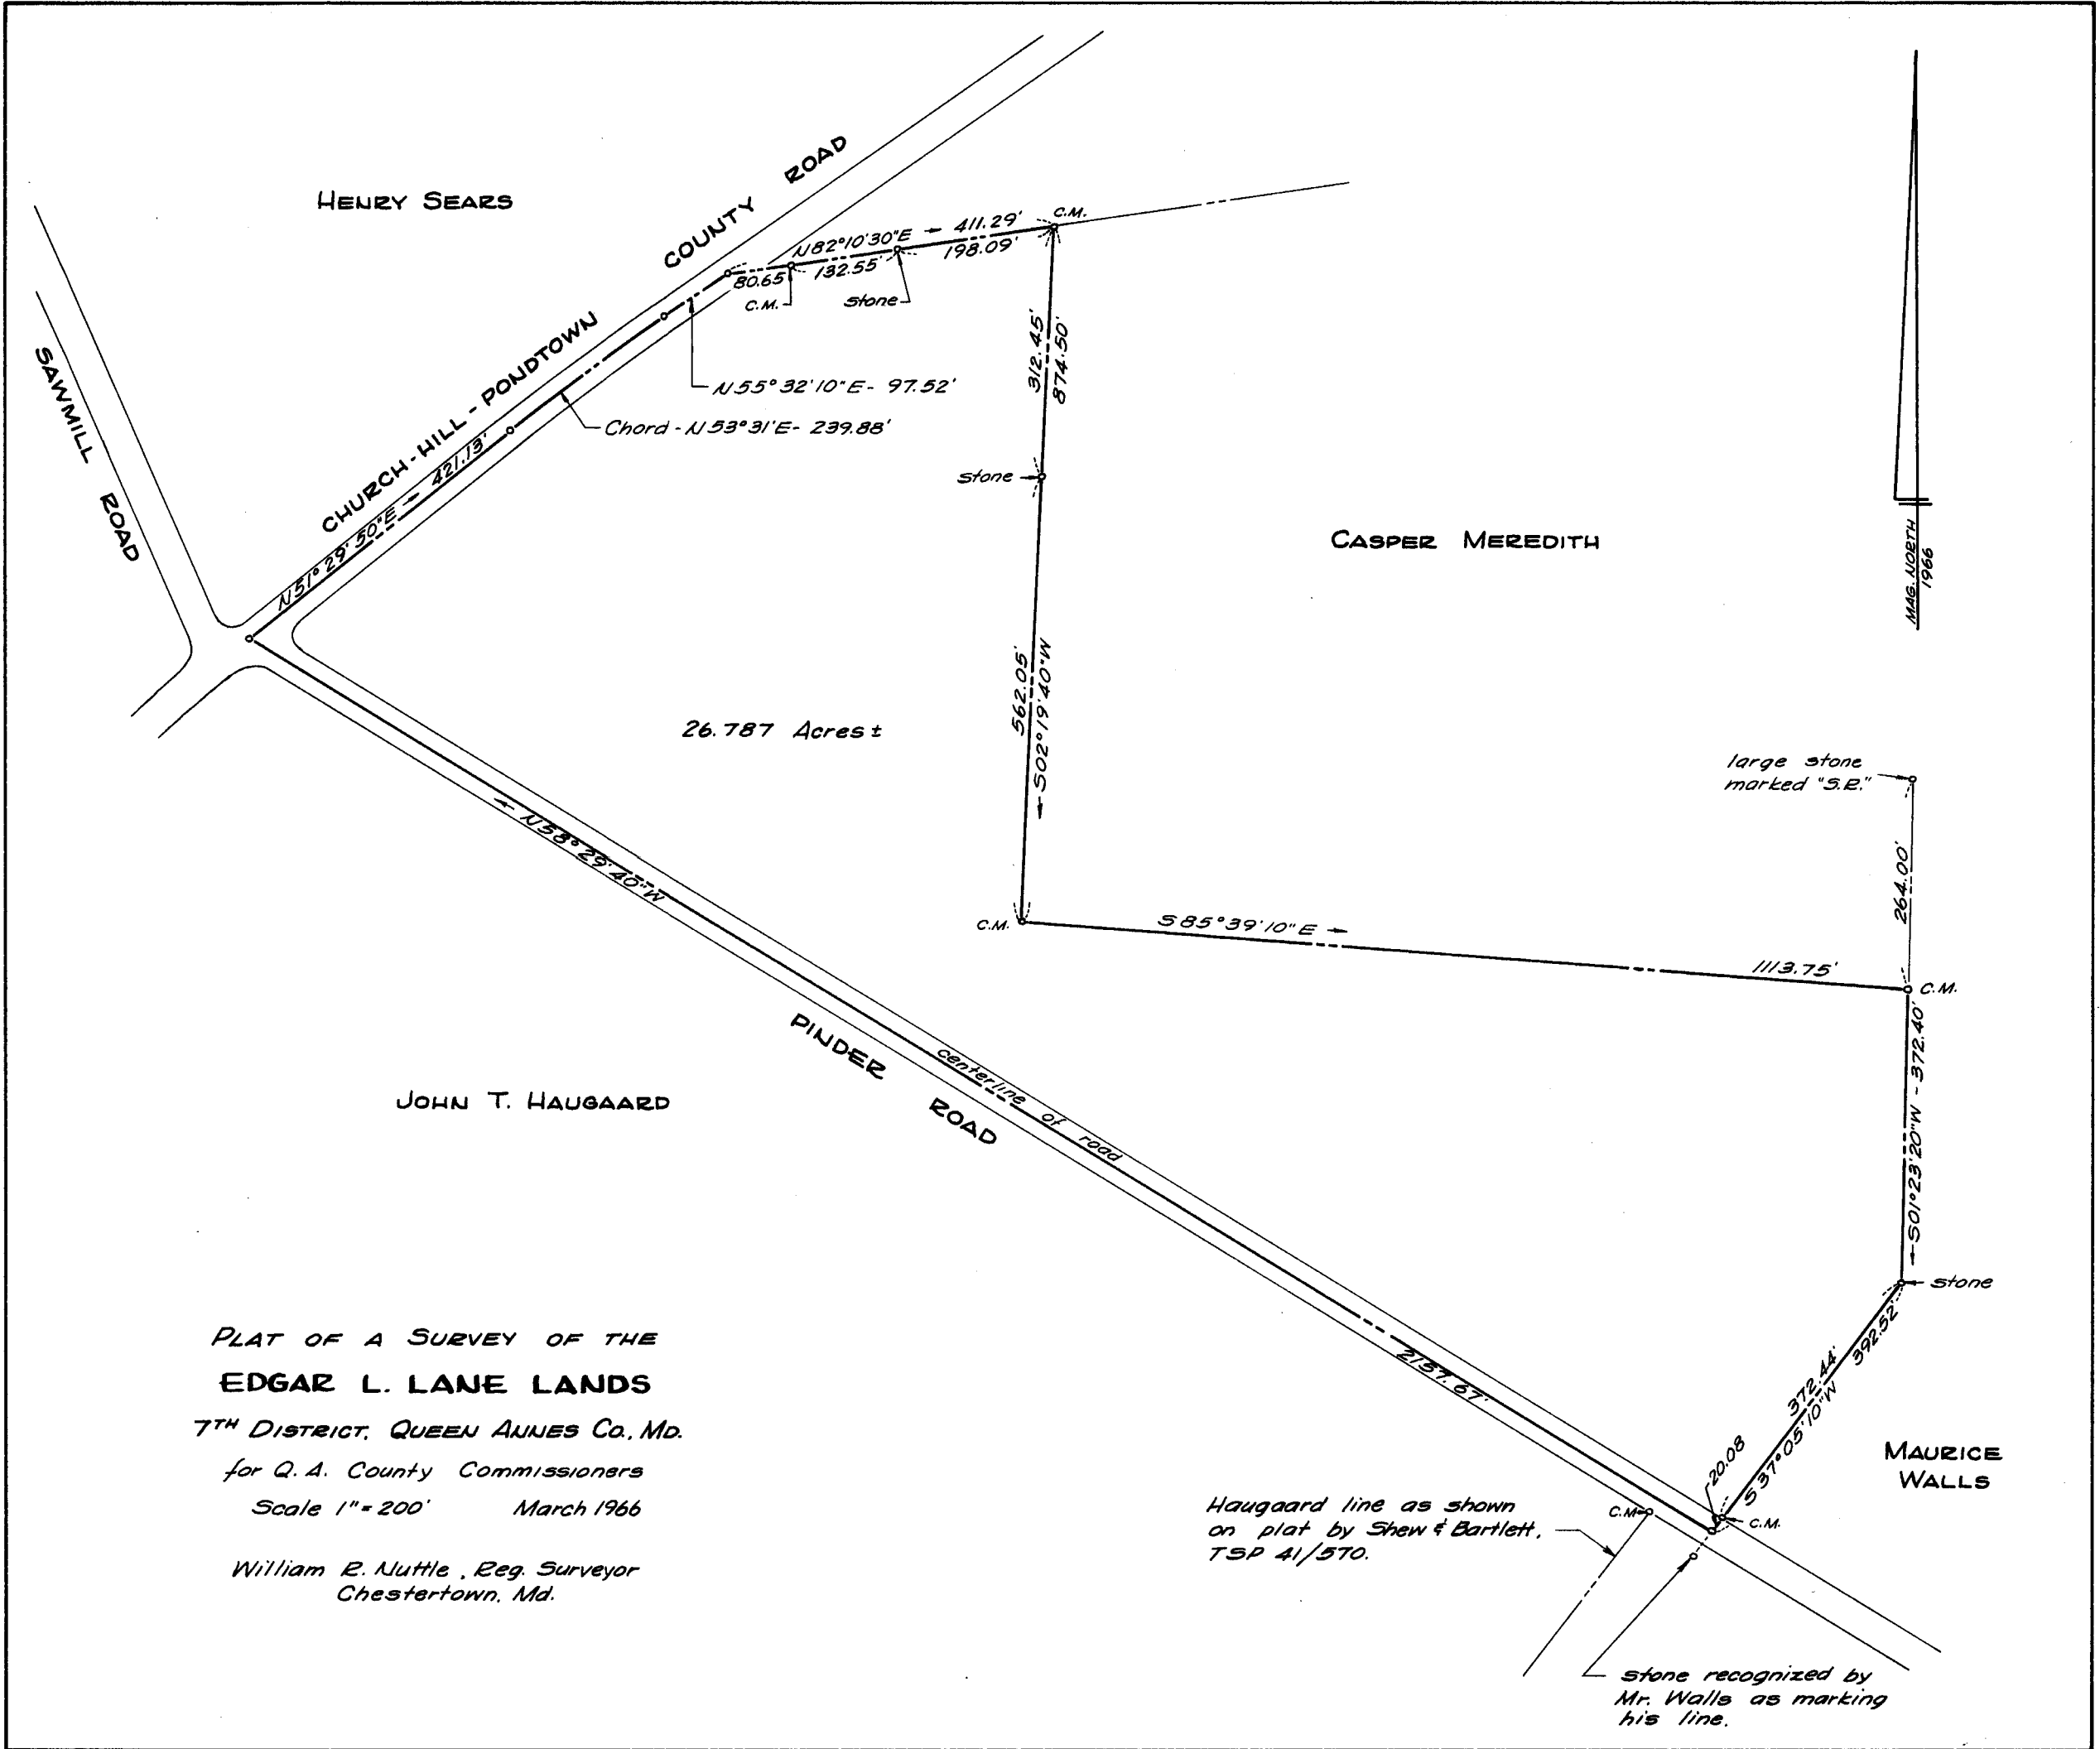 HENRY SEARS
SAWMILL ROAD
CHURCH-HILL-PONDTOWN COUNTY ROAD
N51°29'50"E → 421.13'
Chord - N53°31'E - 239.88'
N55°32'10"E - 97.52'
N82°10'30"E → 411.29'
80.65'
132.55'
198.09'
C.M.
stone
C.M.
312.45'
874.50'
stone
562.05'
← S02°19'40"W
C.M.
CASPER MEREDITH
MAG. NORTH
1966
26.787 Acres ±
large stone
marked "S.R."
264.00'
S85°39'10"E →
1113.75'
C.M.
← S01°23'20"W - 372.40'
stone
← N58°29'40"W
centerline of road
2157.67'
PINDER ROAD
JOHN T. HAUGAARD
372.44'
392.52'
S37°05'10"W
20.08
C.M.
C.M.
MAURICE
WALLS
Haugaard line as shown
on plat by Shew & Bartlett,
TSP 41/570.
stone recognized by
Mr. Walls as marking
his line.
PLAT OF A SURVEY OF THE
EDGAR L. LANE LANDS
7TH DISTRICT, QUEEN ANNES CO., MD.
for Q. A. County Commissioners
Scale 1" = 200' March 1966
William R. Nuttle, Reg. Surveyor
Chestertown, Md.